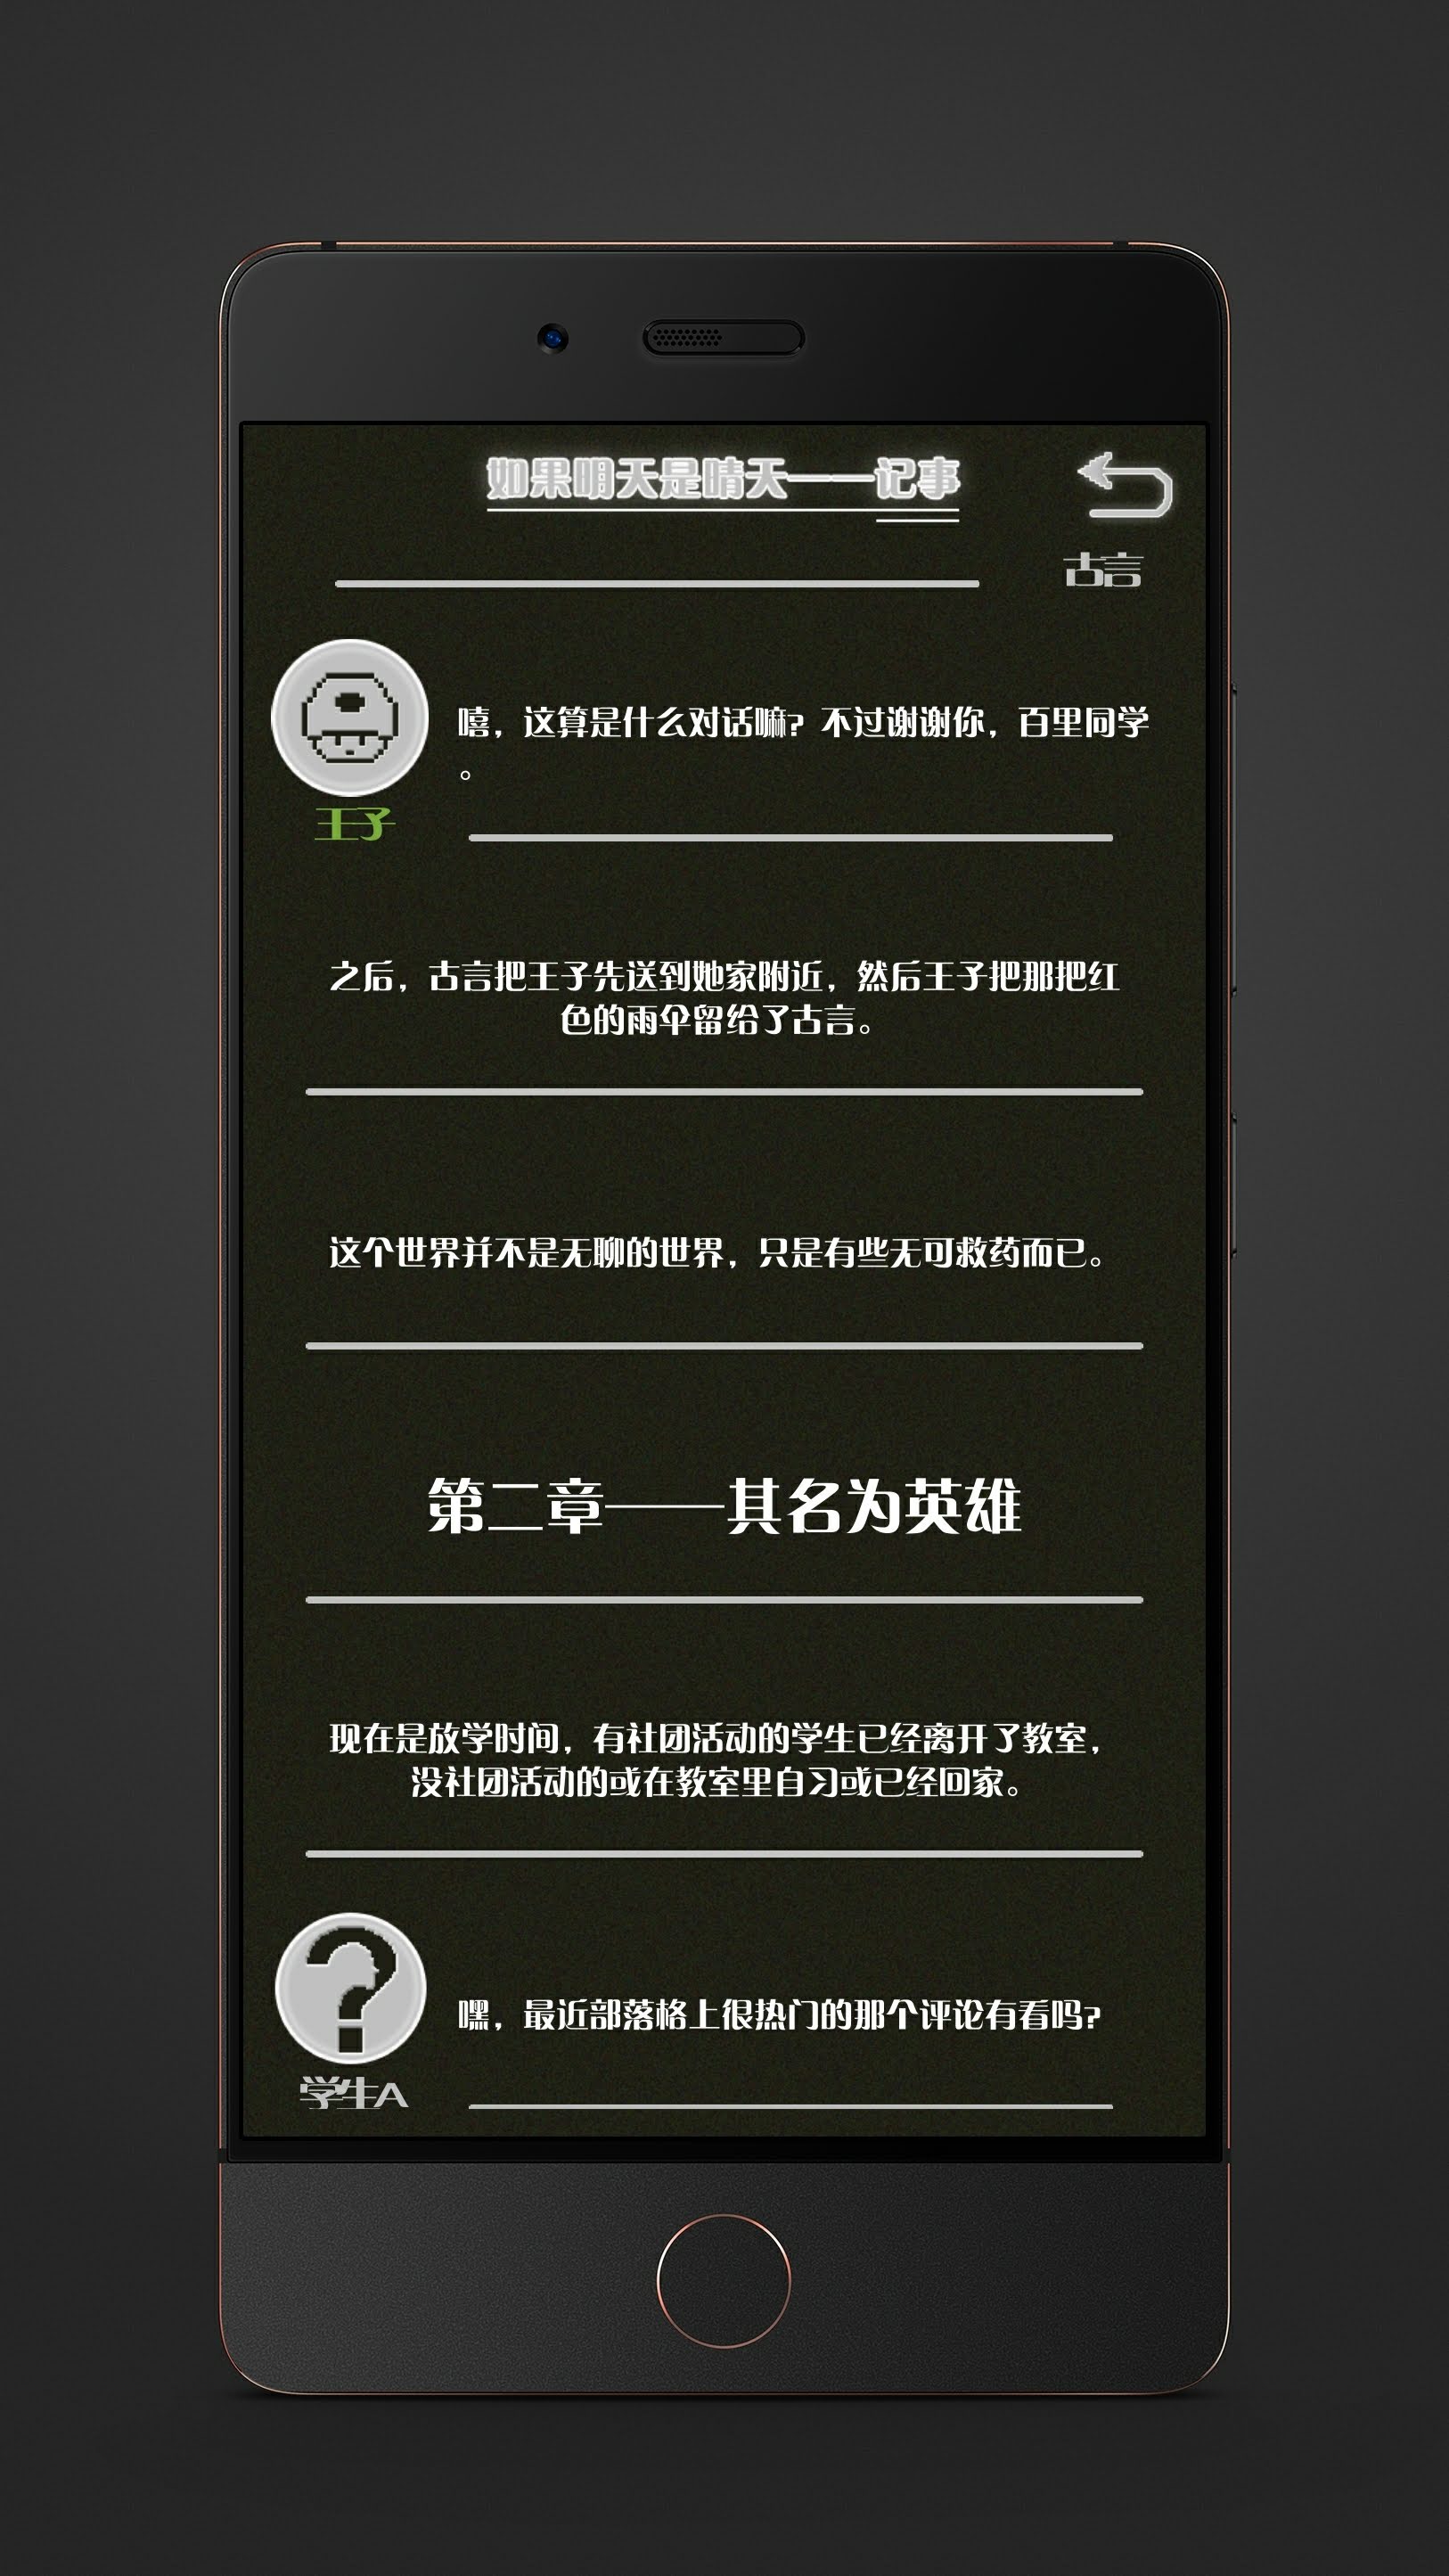 如果明天是晴天——记事
古言
嘻，这算是什么对话嘛？不过谢谢你，百里同学
。
王子
之后，古言把王子先送到她家附近，然后王子把那把红
色的雨伞留给了古言。
这个世界并不是无聊的世界，只是有些无可救药而已。
第二章——其名为英雄
现在是放学时间，有社团活动的学生已经离开了教室，
没社团活动的或在教室里自习或已经回家。
嘿，最近部落格上很热门的那个评论有看吗？
学生A